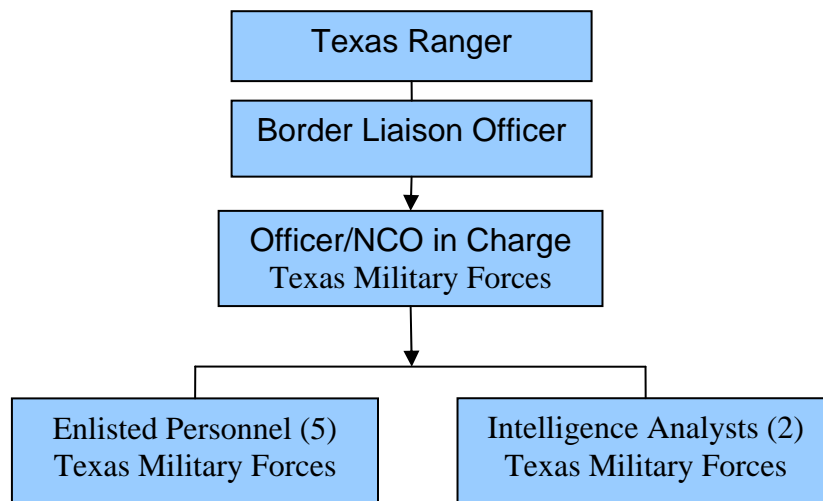 Texas Ranger
Border Liaison Officer
Officer/NCO in Charge
Texas Military Forces
Enlisted Personnel (5)
Texas Military Forces
Intelligence Analysts (2)
Texas Military Forces